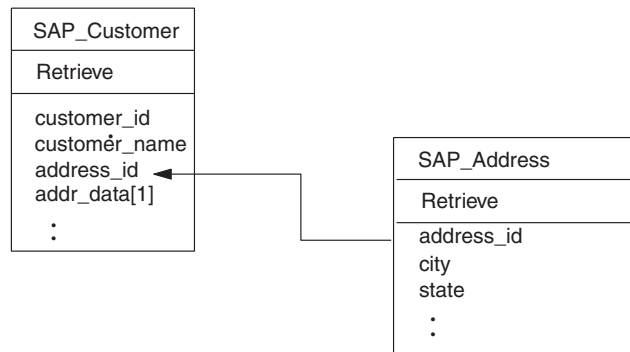 SAP_Customer
Retrieve
customer_id
customer_name
address_id
addr_data[1]
:
SAP_Address
Retrieve
address_id
city
state
: